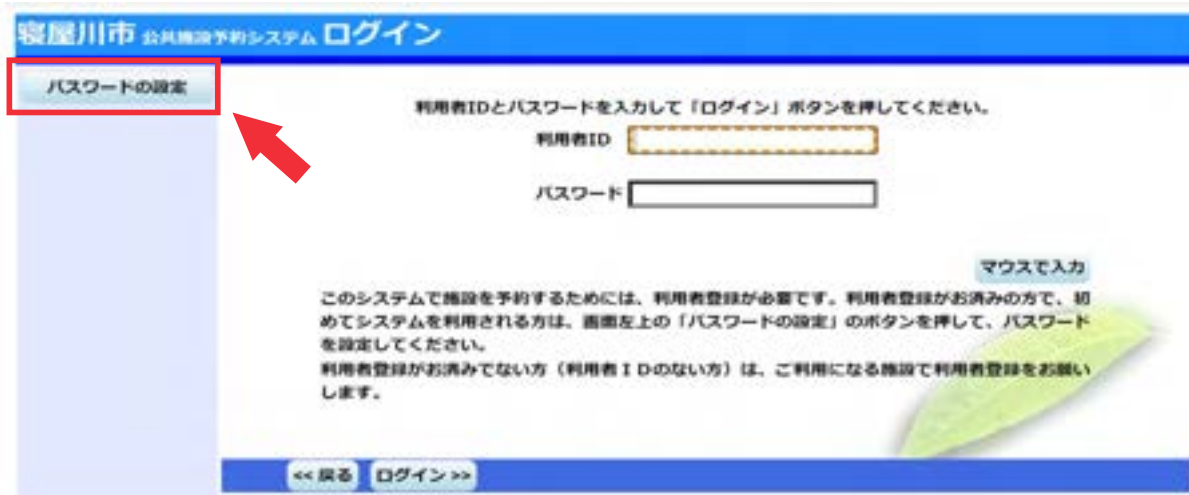 寝屋川市 公共施設予約システム ログイン
パスワードの設定
利用者IDとパスワードを入力して「ログイン」ボタンを押してください。
利用者ID
パスワード
マウスで入力
このシステムで施設を予約するためには、利用者登録が必要です。利用者登録がお済みの方で、初
めてシステムを利用される方は、画面左上の「パスワードの設定」のボタンを押して、パスワード
を設定してください。
利用者登録がお済みでない方（利用者ＩＤのない方）は、ご利用になる施設で利用者登録をお願い
します。
<< 戻る ログイン >>